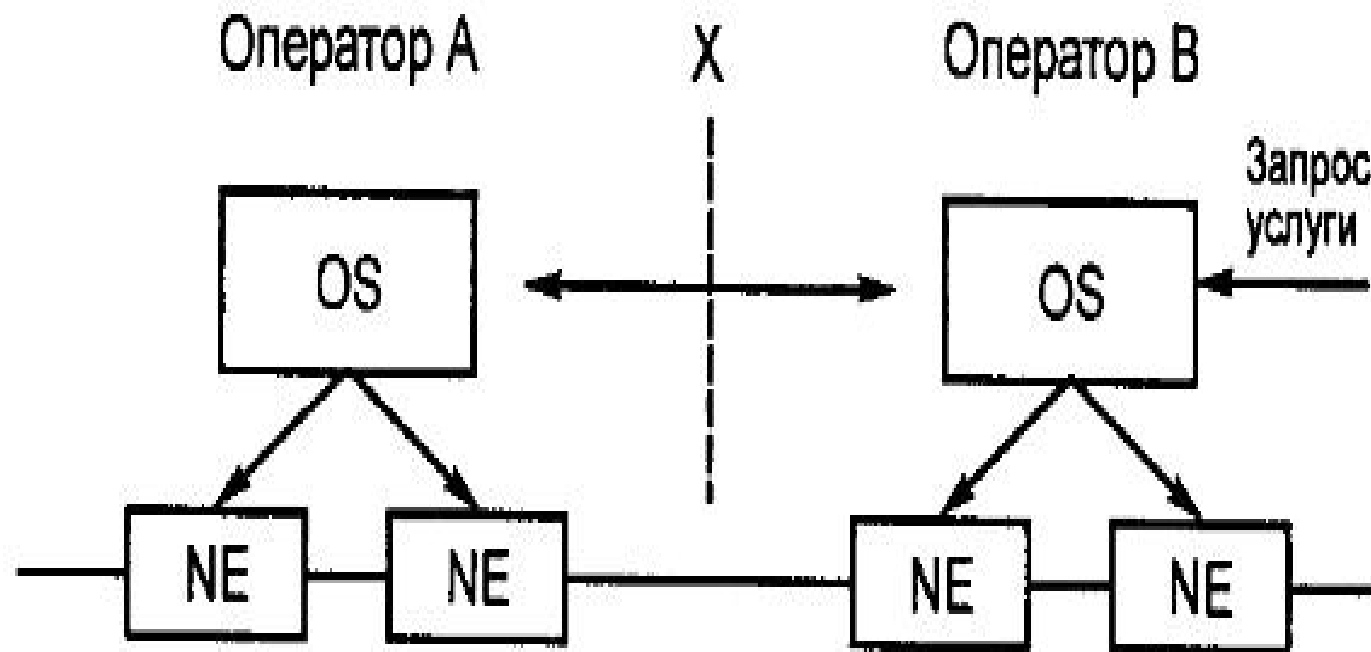 Оператор А
X
Оператор В
Запрос
услуги
OS
OS
NE
NE
NE
NE